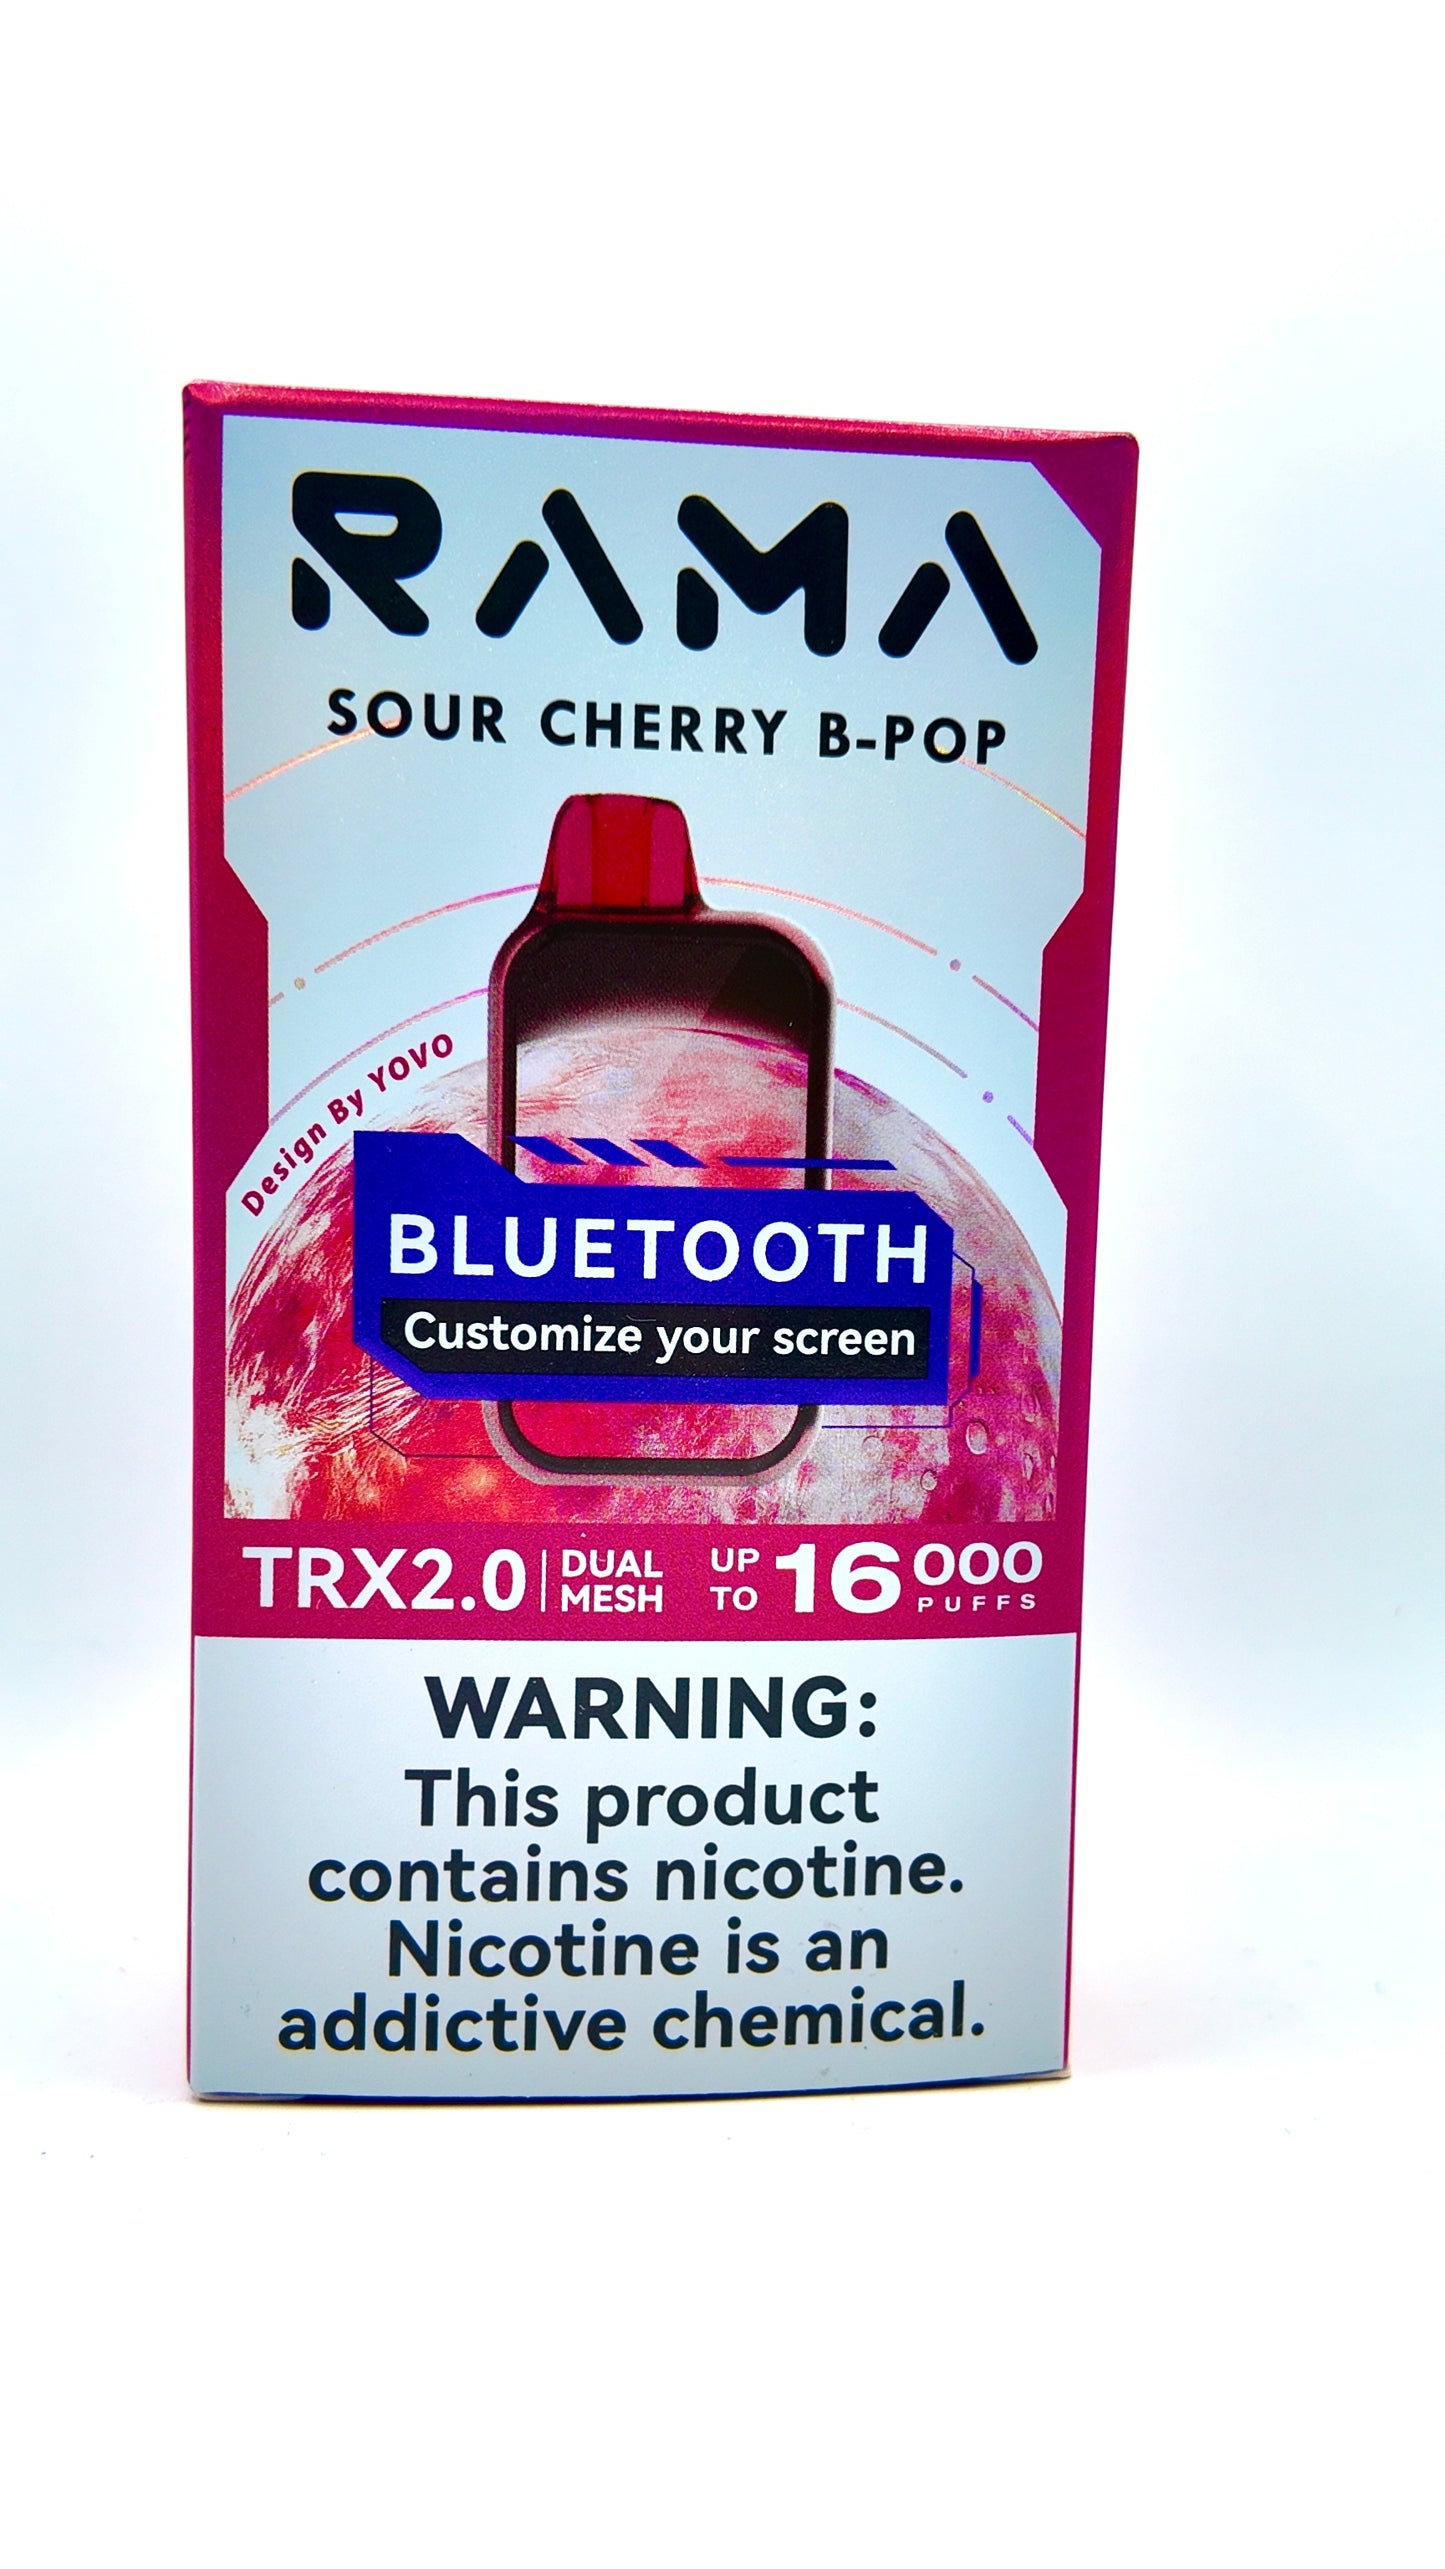 RAMA
SOUR CHERRY B-POP
Design By YOVO
BLUETOOTH
Customize your screen
TRX2.0 DUAL MESH UP TO 16000 PUFFS
WARNING:
This product
contains nicotine.
Nicotine is an
addictive chemical.